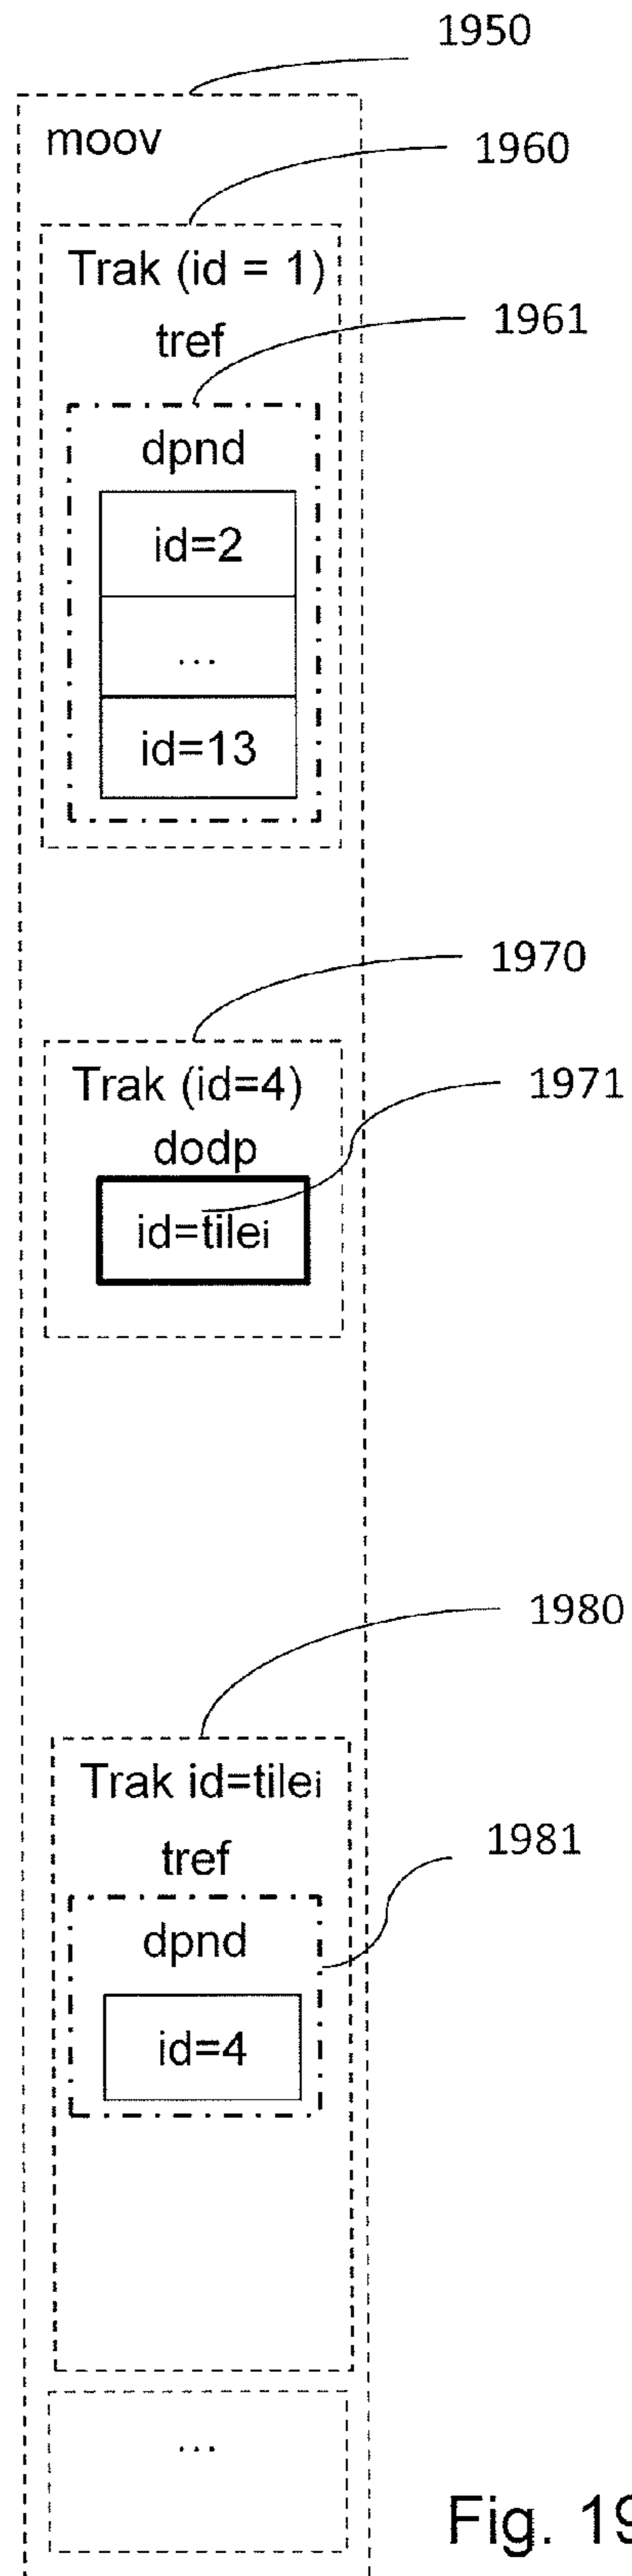 1950
moov
1960
Trak (id = 1)
1961
tref
dpnd
id=2
...
id=13
1970
Trak (id=4)
1971
dodp
id=tilei
1980
Trak id=tilei
1981
tref
dpnd
id=4
...
Fig. 19